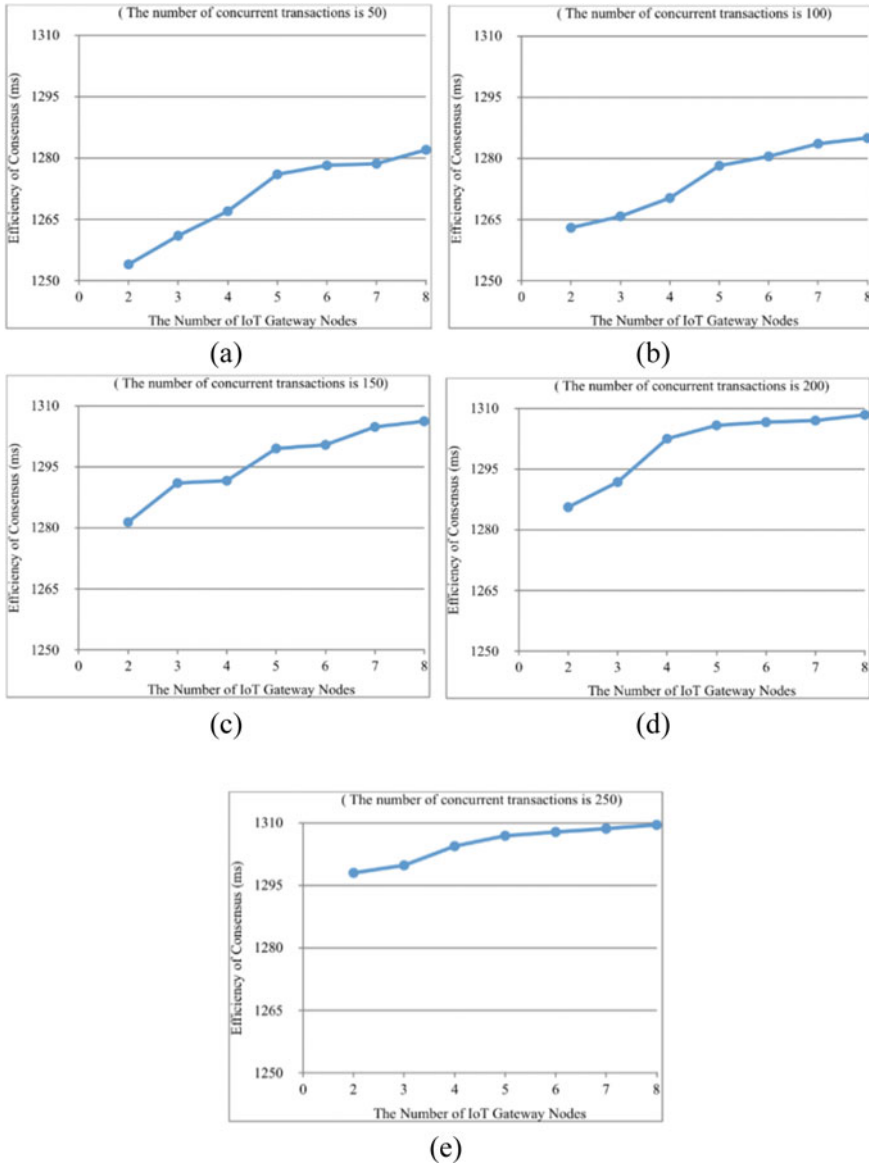 ( The number of concurrent transactions is 50)
Efficiency of Consensus (ms)
1310
1295
1280
1265
1250
0 2 3 4 5 6 7 8
The Number of IoT Gateway Nodes
(a)
( The number of concurrent transactions is 100)
Efficiency of Consensus (ms)
1310
1295
1280
1265
1250
0 2 3 4 5 6 7 8
The Number of IoT Gateway Nodes
(b)
( The number of concurrent transactions is 150)
Efficiency of Consensus (ms)
1310
1295
1280
1265
1250
0 2 3 4 5 6 7 8
The Number of IoT Gateway Nodes
(c)
( The number of concurrent transactions is 200)
Efficiency of Consensus (ms)
1310
1295
1280
1265
1250
0 2 3 4 5 6 7 8
The Number of IoT Gateway Nodes
(d)
( The number of concurrent transactions is 250)
Efficiency of Consensus (ms)
1310
1295
1280
1265
1250
0 2 3 4 5 6 7 8
The Number of IoT Gateway Nodes
(e)